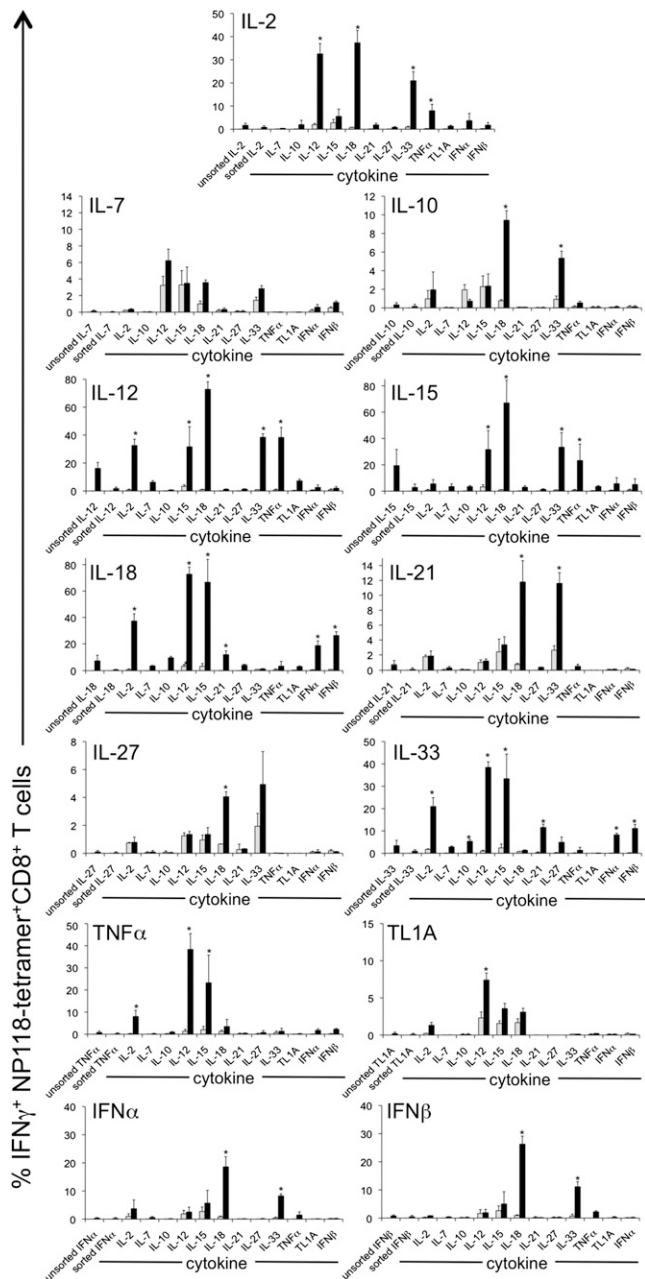 % IFNγ⁺ NP118-tetramer⁺CD8⁺ T cells
IL-2
50
40
30
20
10
0
* * * *
unsorted IL-2 sorted IL-2 IL-7 IL-10 IL-12 IL-15 IL-18 IL-21 IL-27 IL-33 TNFα TL1A IFNα IFNβ
cytokine
IL-7
14
12
10
8
6
4
2
0
unsorted IL-7 sorted IL-7 IL-2 IL-10 IL-12 IL-15 IL-18 IL-21 IL-27 IL-33 TNFα TL1A IFNα IFNβ
cytokine
IL-10
12
10
8
6
4
2
0
* *
unsorted IL-10 sorted IL-10 IL-2 IL-7 IL-12 IL-15 IL-18 IL-21 IL-27 IL-33 TNFα TL1A IFNα IFNβ
cytokine
IL-12
80
60
40
20
0
* * * * *
unsorted IL-12 sorted IL-12 IL-2 IL-7 IL-10 IL-15 IL-18 IL-21 IL-27 IL-33 TNFα TL1A IFNα IFNβ
cytokine
IL-15
80
60
40
20
0
* * * *
unsorted IL-15 sorted IL-15 IL-2 IL-7 IL-10 IL-12 IL-18 IL-21 IL-27 IL-33 TNFα TL1A IFNα IFNβ
cytokine
IL-18
80
60
40
20
0
* * * * * *
unsorted IL-18 sorted IL-18 IL-2 IL-7 IL-10 IL-12 IL-15 IL-21 IL-27 IL-33 TNFα TL1A IFNα IFNβ
cytokine
IL-21
14
12
10
8
6
4
2
0
* *
unsorted IL-21 sorted IL-21 IL-2 IL-7 IL-10 IL-12 IL-15 IL-18 IL-27 IL-33 TNFα TL1A IFNα IFNβ
cytokine
IL-27
8
6
4
2
0
*
unsorted IL-27 sorted IL-27 IL-2 IL-7 IL-10 IL-12 IL-15 IL-18 IL-21 IL-33 TNFα TL1A IFNα IFNβ
cytokine
IL-33
50
40
30
20
10
0
* * * * * * *
unsorted IL-33 sorted IL-33 IL-2 IL-7 IL-10 IL-12 IL-15 IL-18 IL-21 IL-27 TNFα TL1A IFNα IFNβ
cytokine
TNFα
50
40
30
20
10
0
* * *
unsorted TNFα sorted TNFα IL-2 IL-7 IL-10 IL-12 IL-15 IL-18 IL-21 IL-27 IL-33 TL1A IFNα IFNβ
cytokine
TL1A
15
10
5
0
*
unsorted TL1A sorted TL1A IL-2 IL-7 IL-10 IL-12 IL-15 IL-18 IL-21 IL-27 IL-33 TNFα IFNα IFNβ
cytokine
IFNα
40
30
20
10
0
* *
unsorted IFNα sorted IFNα IL-2 IL-7 IL-10 IL-12 IL-15 IL-18 IL-21 IL-27 IL-33 TNFα TL1A IFNβ
cytokine
IFNβ
40
30
20
10
0
* *
unsorted IFNβ sorted IFNβ IL-2 IL-7 IL-10 IL-12 IL-15 IL-18 IL-21 IL-27 IL-33 TNFα TL1A IFNα
cytokine